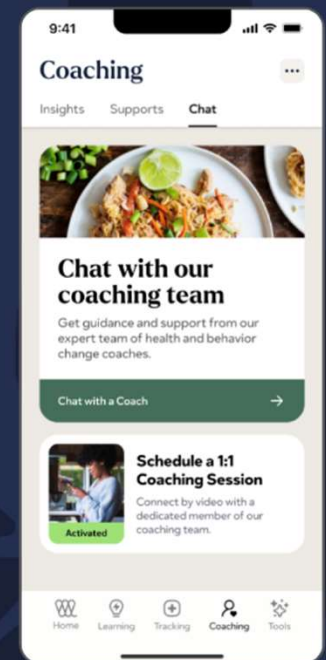 9:41
Coaching
Insights Supports Chat
Chat with our
coaching team
Get guidance and support from our
expert team of health and behavior
change coaches.
Chat with a Coach
Schedule a 1:1
Coaching Session
Connect by video with a
dedicated member of our
coaching team.
Activated
Home Learning Tracking Coaching Tools